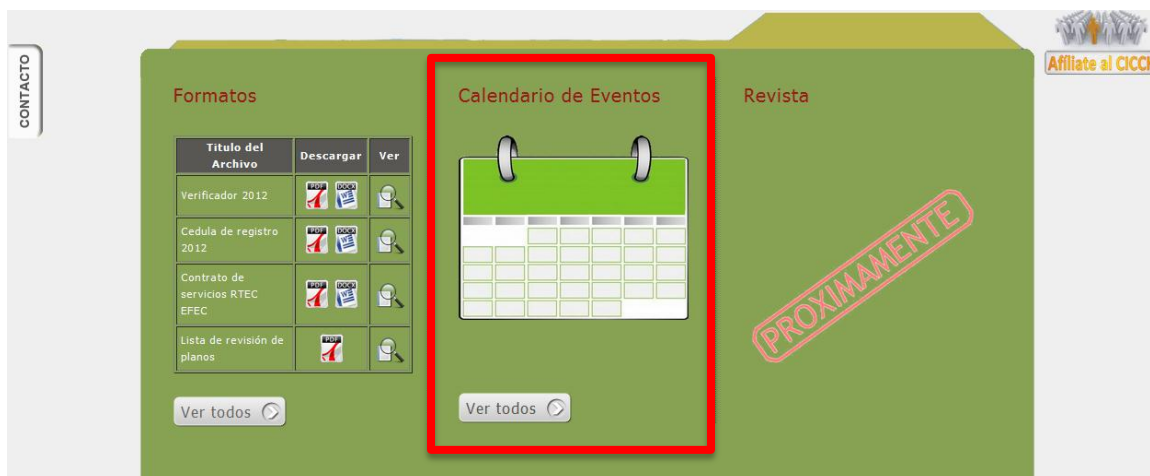 CONTACTO
Afiliate al CICCH
Formatos
Titulo del
Archivo
Descargar
Ver
Verificador 2012
PDF
DOCX
Cedula de registro
2012
PDF
DOCX
Contrato de
servicios RTEC
EFEC
PDF
DOCX
Lista de revisión de
planos
PDF
Ver todos
Calendario de Eventos
Ver todos
Revista
PROXIMAMENTE